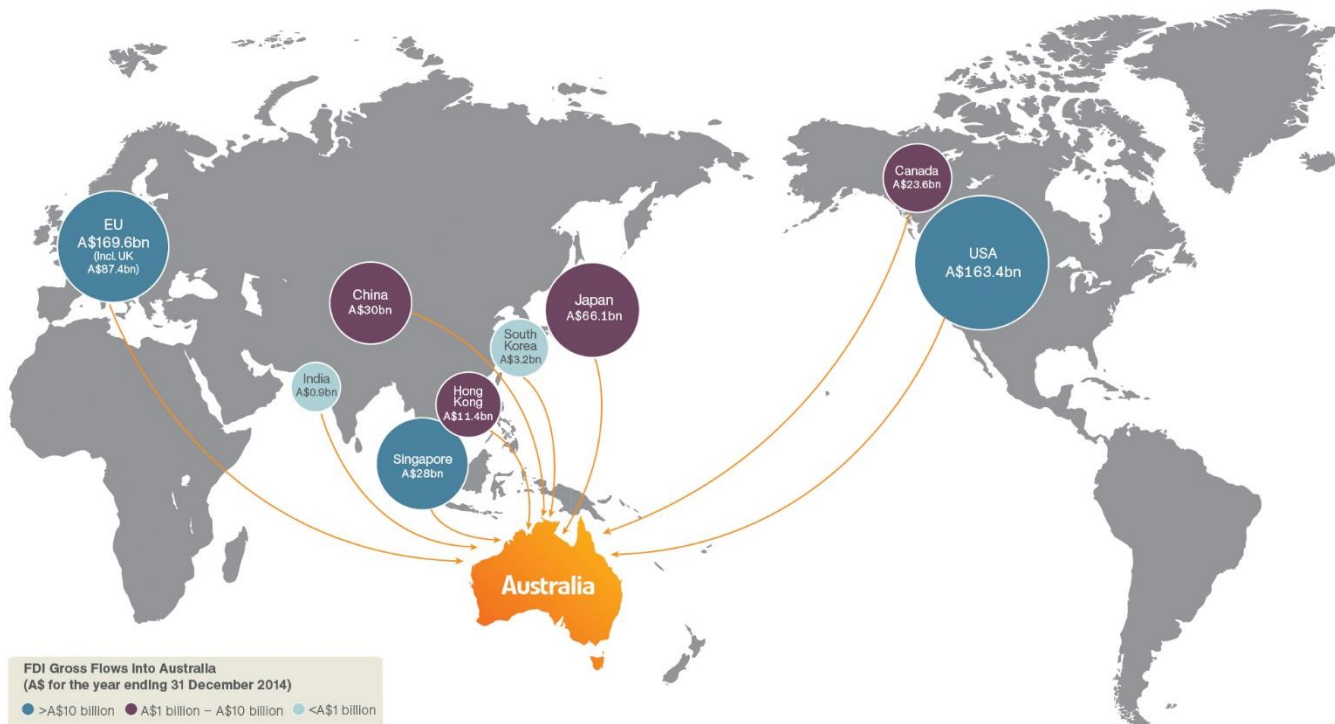 Canada
A$23.6bn
EU
A$169.6bn
(Incl. UK
A$87.4bn)
USA
A$163.4bn
China
A$30bn
Japan
A$66.1bn
South
Korea
A$3.2bn
India
A$0.9bn
Hong
Kong
A$11.4bn
Singapore
A$28bn
Australia
FDI Gross Flows Into Australia
(A$ for the year ending 31 December 2014)
>A$10 billion A$1 billion – A$10 billion <A$1 billion